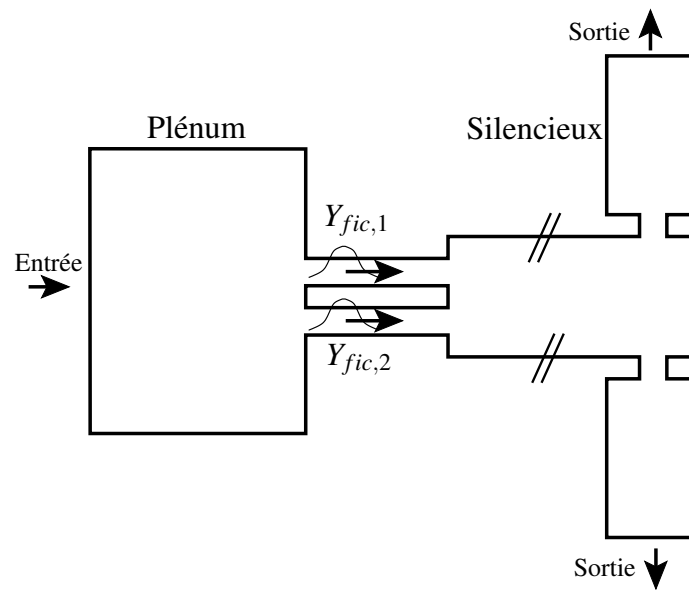 Sortie
Plénum
Silencieux
Y_{fic,1}
Entrée
Y_{fic,2}
Sortie